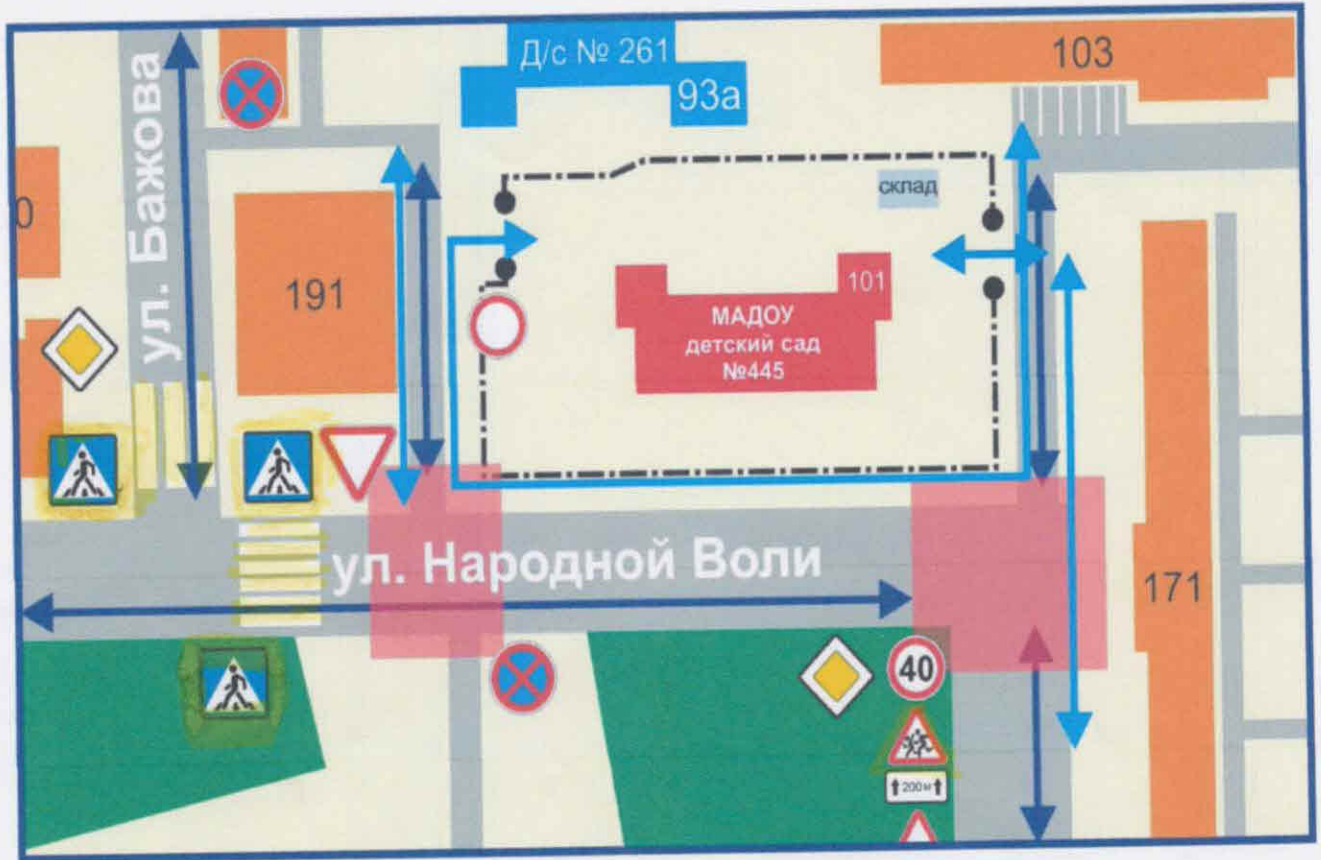 ул. Бажова
Д/с № 261
93а
103
склад
0
191
101
МАДОУ
детский сад
№445
ул. Народной Воли
171
40
200м